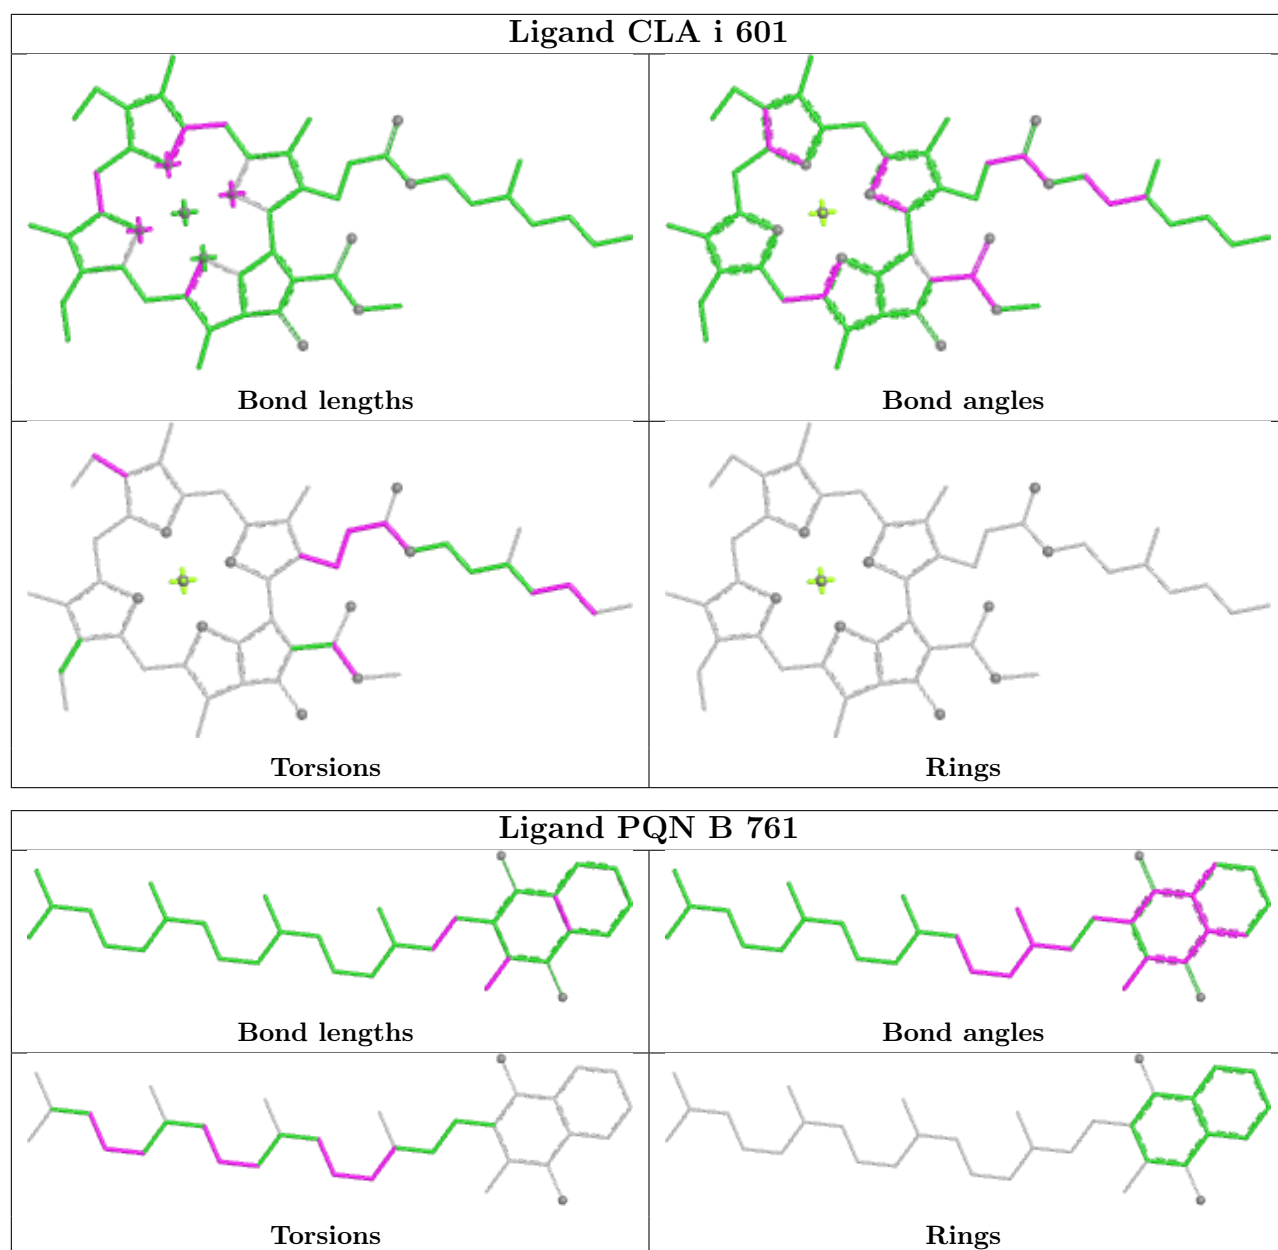 Ligand CLA i 601
Bond lengths
Bond angles
Torsions
Rings
Ligand PQN B 761
Bond lengths
Bond angles
Torsions
Rings